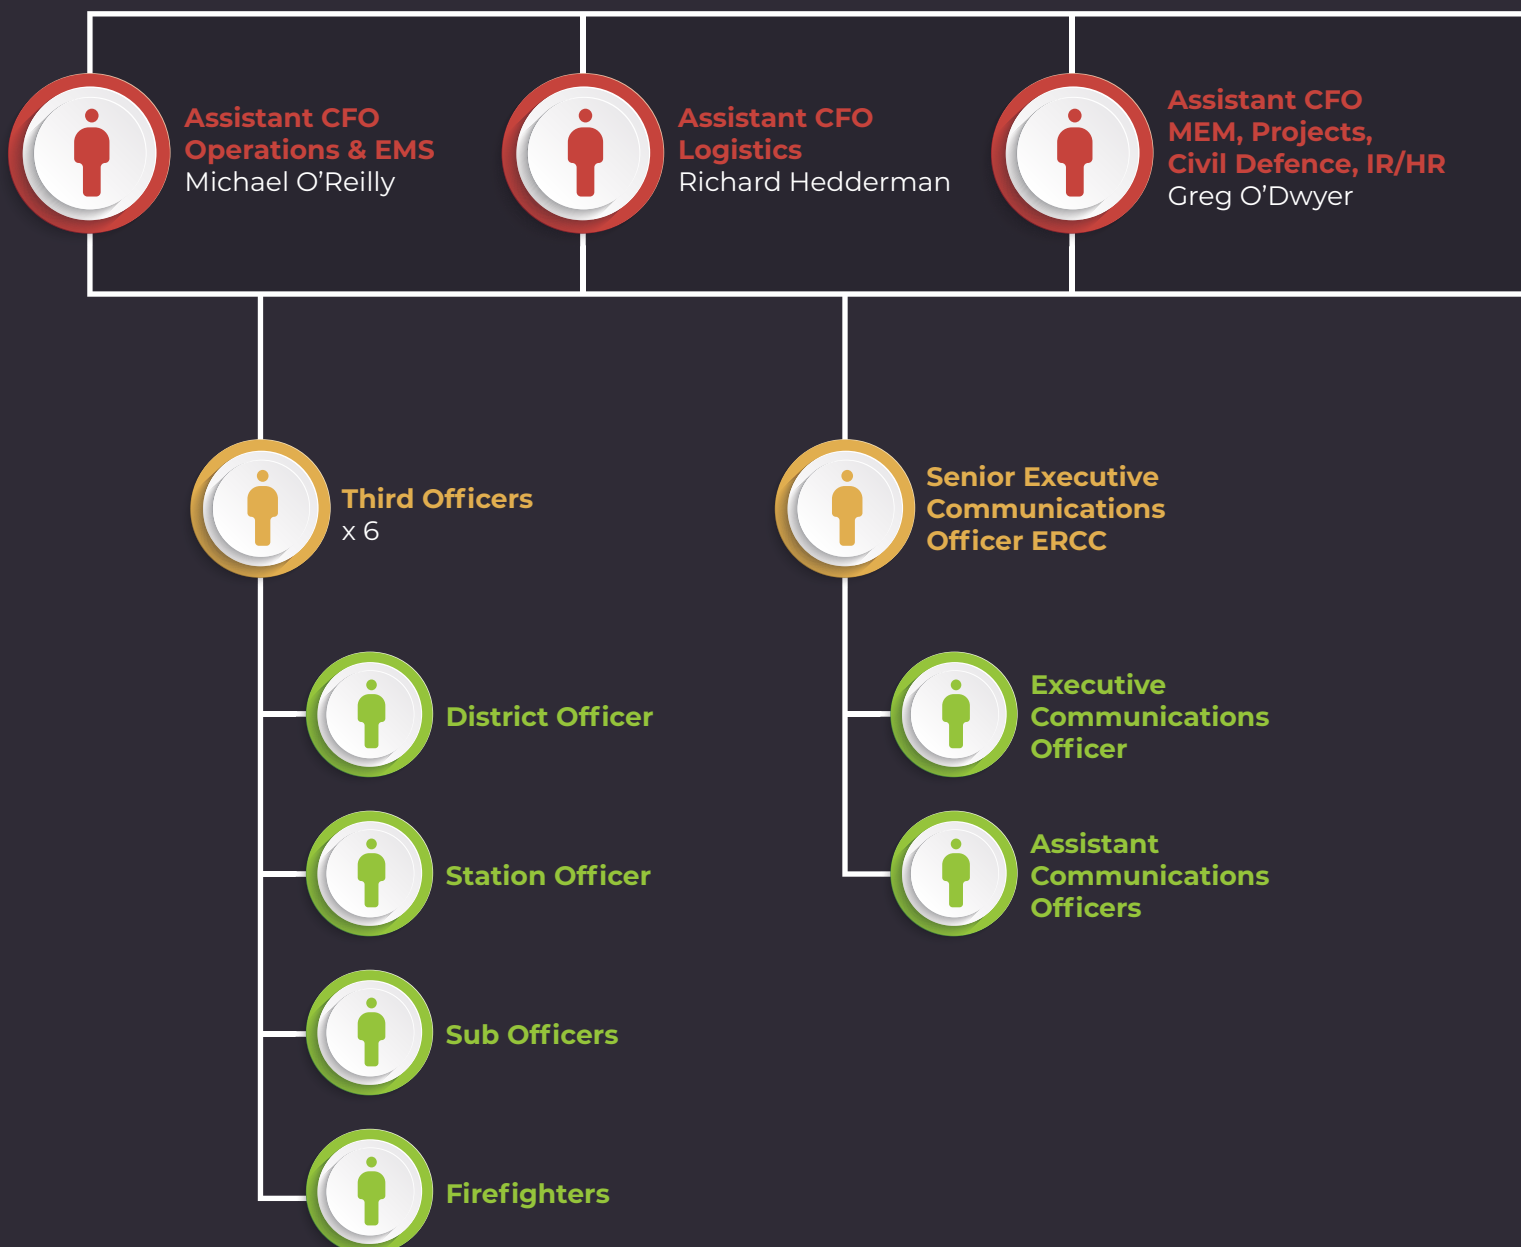 Assistant CFO
Operations & EMS
Michael O’Reilly
Assistant CFO
Logistics
Richard Hedderman
Assistant CFO
MEM, Projects,
Civil Defence, IR/HR
Greg O’Dwyer
Third Officers
x 6
Senior Executive
Communications
Officer ERCC
District Officer
Station Officer
Sub Officers
Firefighters
Executive
Communications
Officer
Assistant
Communications
Officers